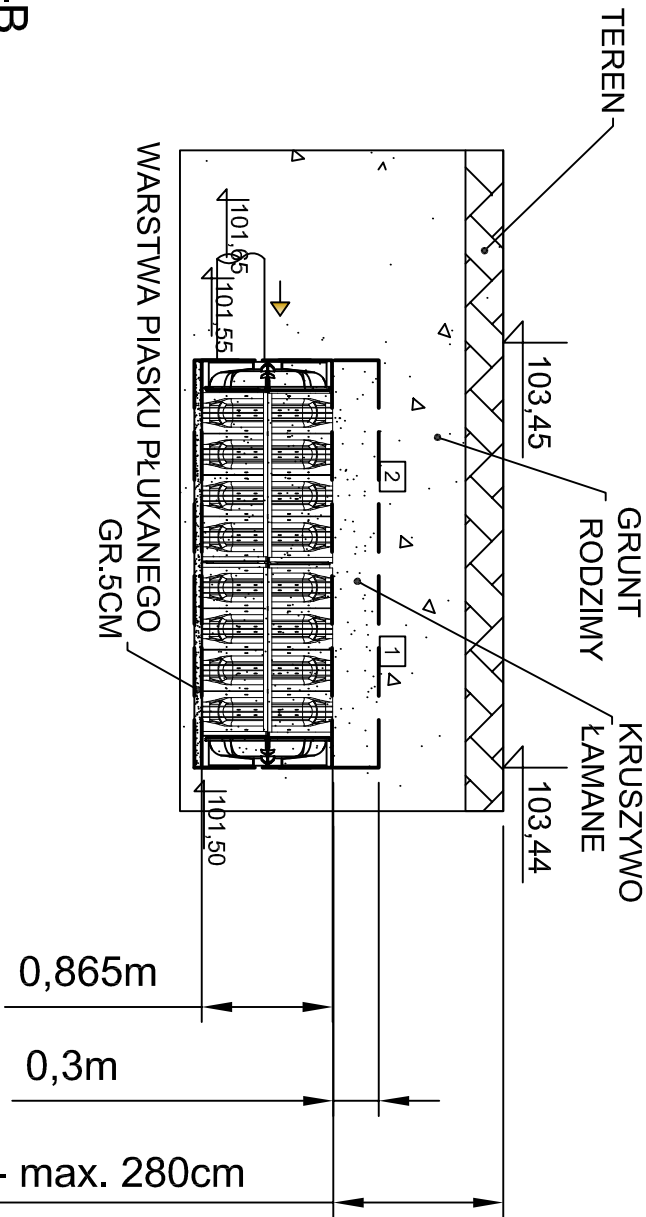 TEREN
103,45
GRUNT
RODZIMY
KRUSZYWO
ŁAMANE
103,44
2
1
101,65
101,55
101,50
WARSTWA PIASKU PŁUKANEGO
GR.5CM
0,865m
0,3m
- max. 280cm
-B